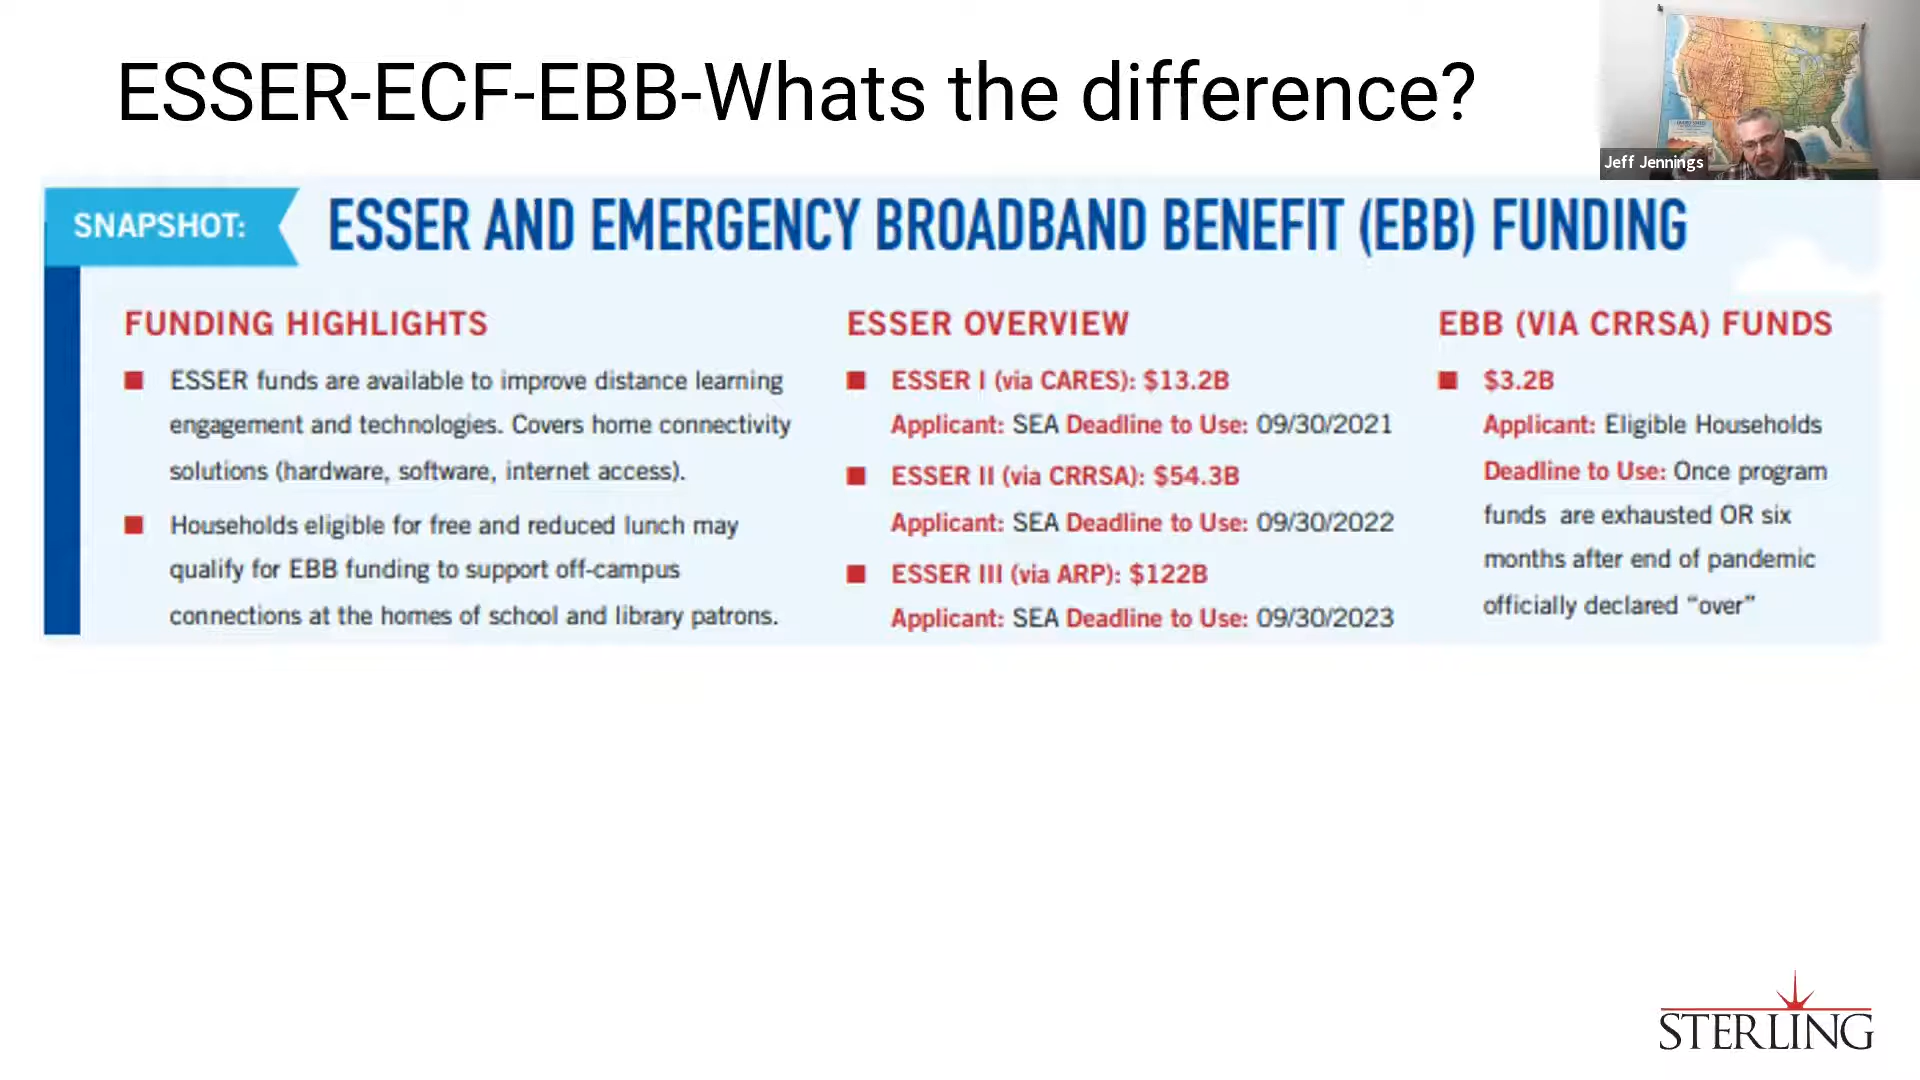 ESSER-ECF-EBB-Whats the difference?
Jeff Jennings
SNAPSHOT:
ESSER AND EMERGENCY BROADBAND BENEFIT (EBB) FUNDING
FUNDING HIGHLIGHTS
ESSER funds are available to improve distance learning
engagement and technologies. Covers home connectivity
solutions (hardware, software, internet access).
Households eligible for free and reduced lunch may
qualify for EBB funding to support off-campus
connections at the homes of school and library patrons.
ESSER OVERVIEW
ESSER I (via CARES): $13.2B
Applicant: SEA Deadline to Use: 09/30/2021
ESSER II (via CRRSA): $54.3B
Applicant: SEA Deadline to Use: 09/30/2022
ESSER III (via ARP): $122B
Applicant: SEA Deadline to Use: 09/30/2023
EBB (VIA CRRSA) FUNDS
$3.2B
Applicant: Eligible Households
Deadline to Use: Once program
funds are exhausted OR six
months after end of pandemic
officially declared “over”
STERLING